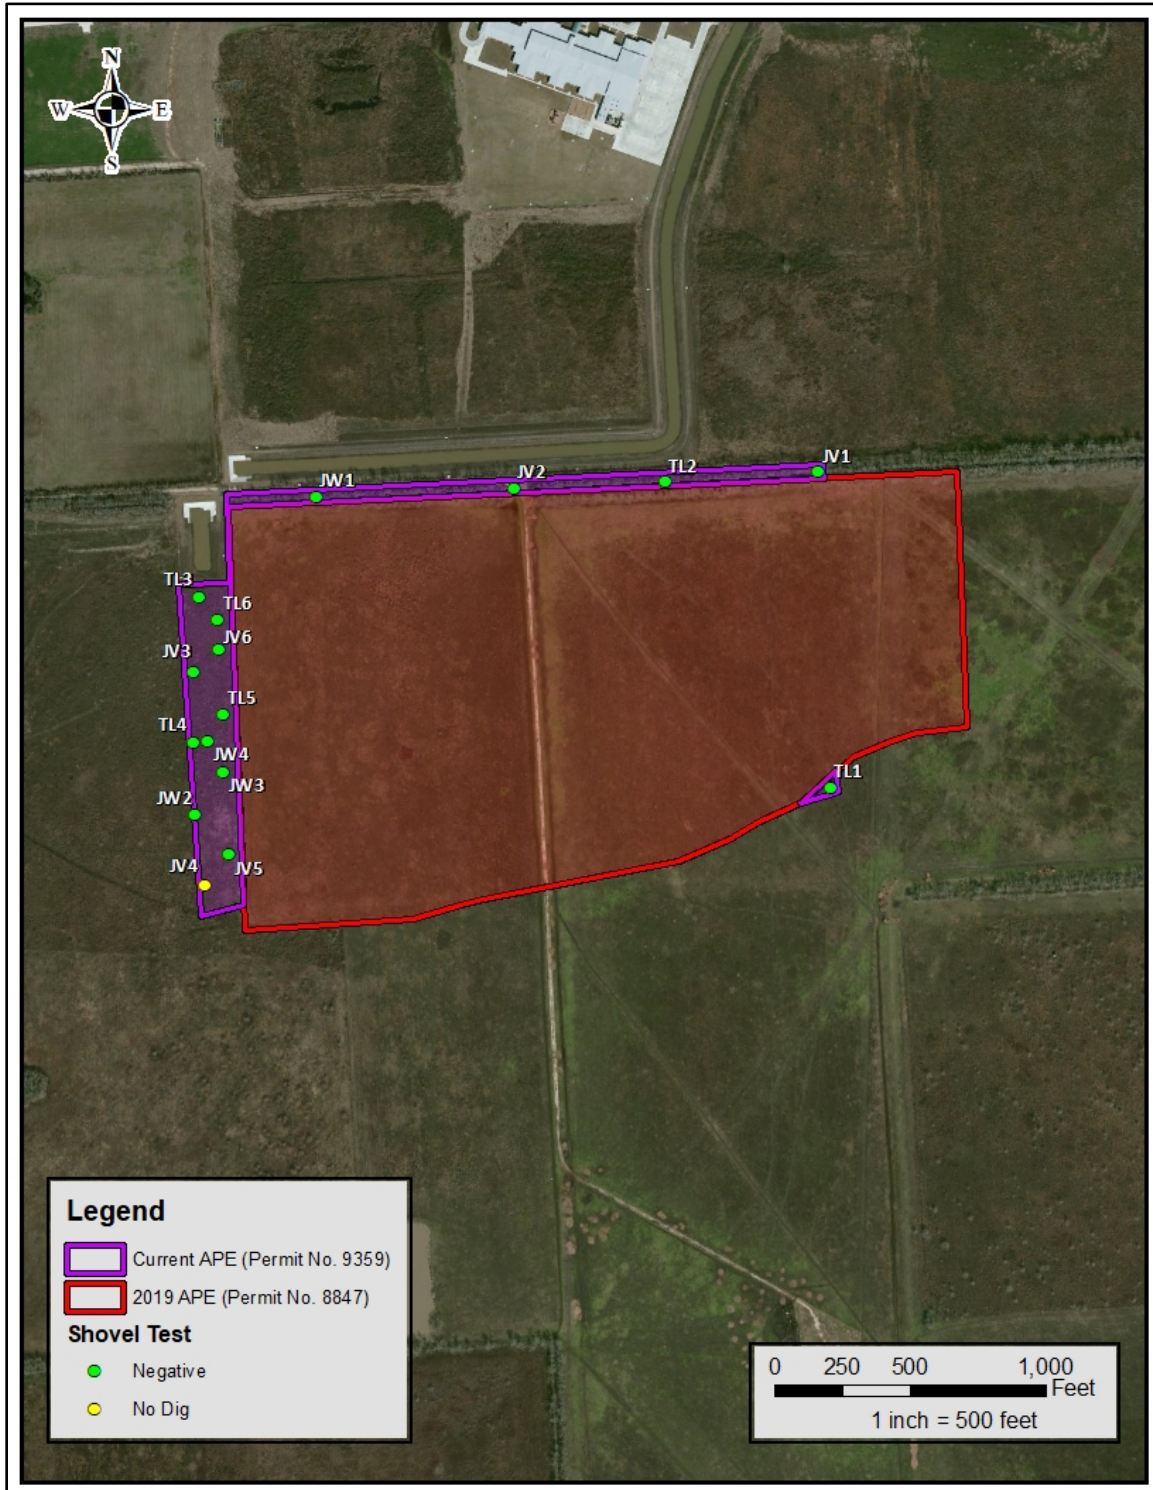 N
W E
S
JV1
TL2
JV2
JW1
TL3
TL6
JV6
JV3
TL5
TL4
JW4
JW3
TL1
JW2
JV4
JV5
Legend
Current APE (Permit No. 9359)
2019 APE (Permit No. 8847)
Shovel Test
Negative
No Dig
0 250 500 1,000
Feet
1 inch = 500 feet